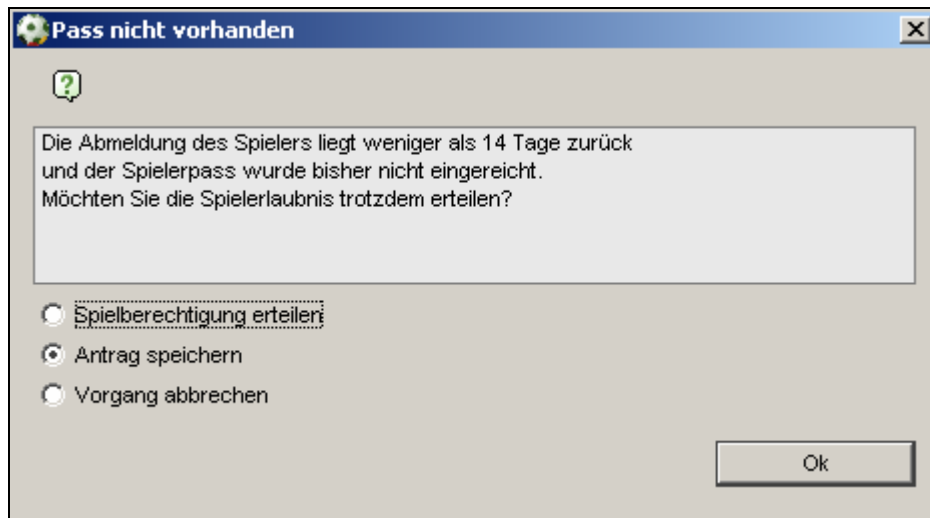 Pass nicht vorhanden
Die Abmeldung des Spielers liegt weniger als 14 Tage zurück
und der Spielerpass wurde bisher nicht eingereicht.
Möchten Sie die Spielerlaubnis trotzdem erteilen?
Spielberechtigung erteilen
Antrag speichern
Vorgang abbrechen
Ok